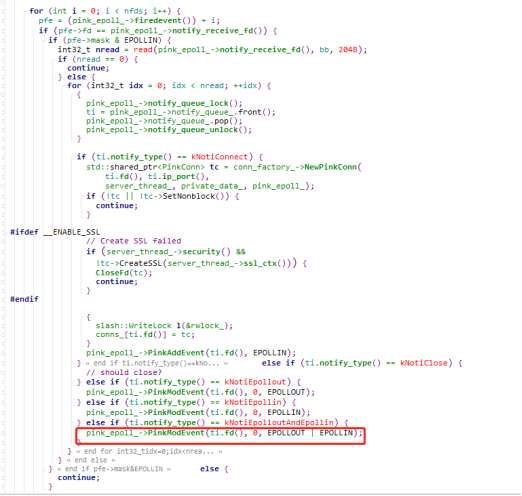 for (int i = 0; i < nfds; i++) {
pfe = (pink_epoll_->firedevent()) + i;
if (pfe->fd == pink_epoll_->notify_receive_fd()) {
if (pfe->mask & EPOLLIN) {
int32_t nread = read(pink_epoll_->notify_receive_fd(), bb, 2048);
if (nread == 0) {
continue;
} else {
for (int32_t idx = 0; idx < nread; ++idx) {
{
pink_epoll_->notify_queue_lock();
ti = pink_epoll_->notify_queue_.front();
pink_epoll_->notify_queue_.pop();
pink_epoll_->notify_queue_unlock();
}
if (ti.notify_type() == kNotiConnect) {
std::shared_ptr<PinkConn> tc = conn_factory_->NewPinkConn(
ti.fd(), ti.ip_port(),
server_thread_, private_data_, pink_epoll_);
if (!tc || !tc->SetNonblock()) {
continue;
}
#ifdef __ENABLE_SSL
// Create SSL failed
if (server_thread_->security() &&
!tc->CreateSSL(server_thread_->ssl_ctx())) {
CloseFd(tc);
continue;
}
#endif
{
slash::WriteLock l(&rwlock_);
conns_[ti.fd()] = tc;
}
pink_epoll_->PinkAddEvent(ti.fd(), EPOLLIN);
} « end if ti.notify_type()==kNo... » else if (ti.notify_type() == kNotiClose) {
// should close?
} else if (ti.notify_type() == kNotiEpollout) {
pink_epoll_->PinkModEvent(ti.fd(), 0, EPOLLOUT);
} else if (ti.notify_type() == kNotiEpollin) {
pink_epoll_->PinkModEvent(ti.fd(), 0, EPOLLIN);
} else if (ti.notify_type() == kNotiEpolloutAndEpollin) {
pink_epoll_->PinkModEvent(ti.fd(), 0, EPOLLOUT | EPOLLIN);
}
} « end for int32_tidx=0;idx<nrea... »
} « end else »
} « end if pfe->mask&EPOLLIN » else {
continue;
}